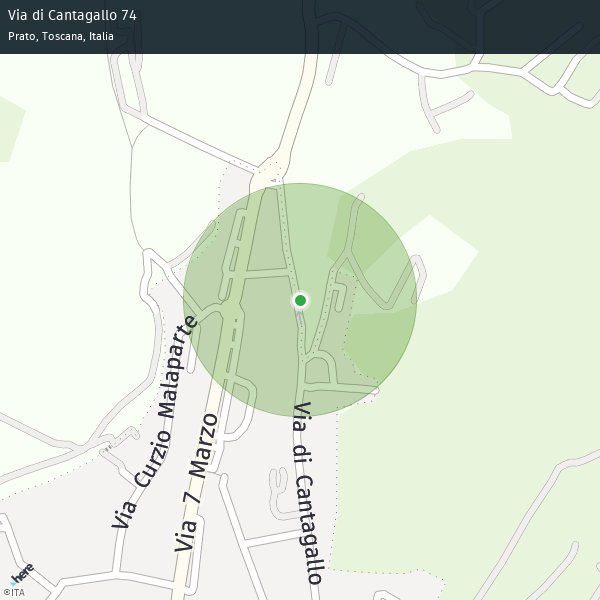 Via di Cantagallo 74
Prato, Toscana, Italia
Via Curzio Malaparte
Via 7 Marzo
Via di Cantagallo
here
©ITA